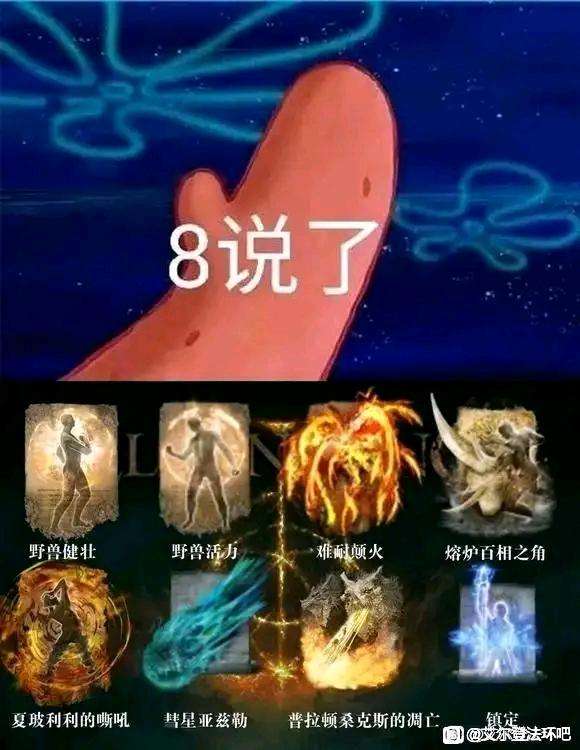 8说了
野兽健壮
野兽活力
难耐颠火
熔炉百相之角
夏玻利利的嘶吼
彗星亚兹勒
普拉顿桑克斯的凋亡
镇定
@艾尔登法环吧